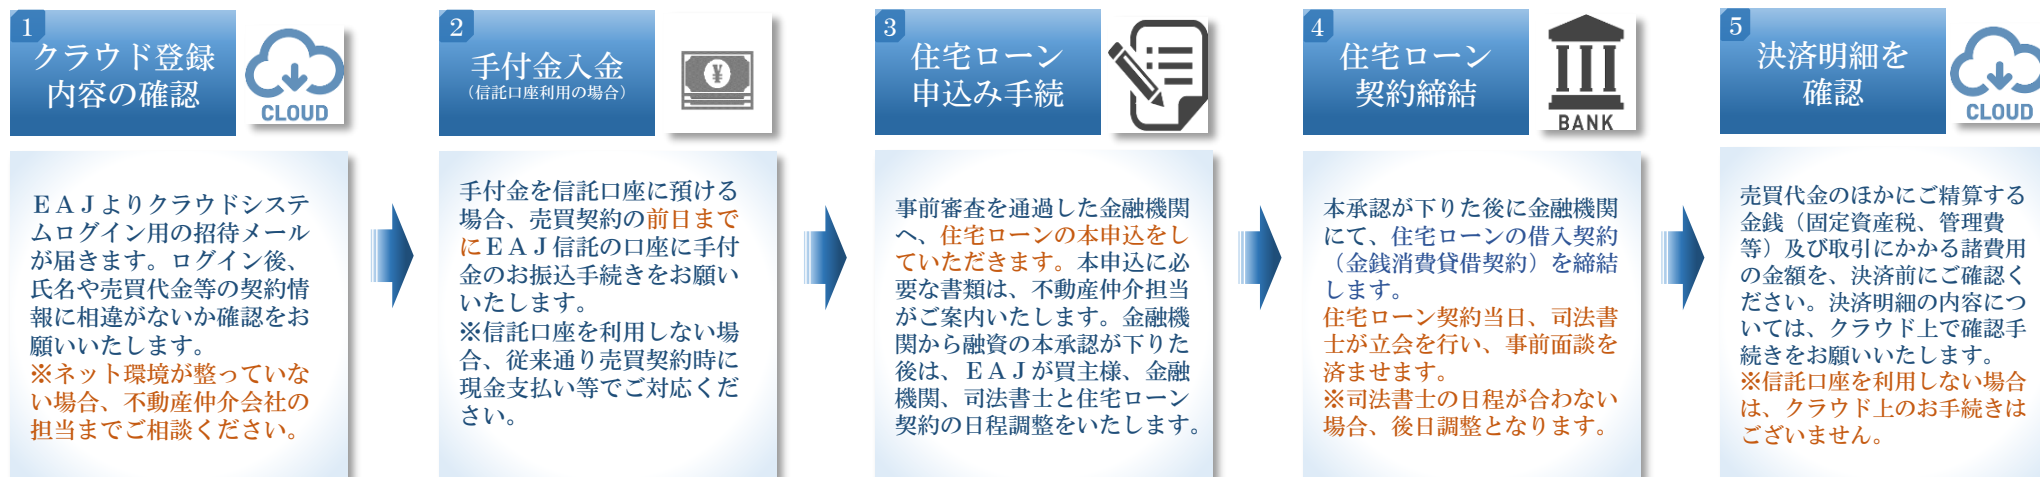 1
クラウド登録
内容の確認
CLOUD
ＥＡＪよりクラウドシステ
ムログイン用の招待メール
が届きます。ログイン後、
氏名や売買代金等の契約情
報に相違がないか確認をお
願いいたします。
※ネット環境が整っていな
い場合、不動産仲介会社の
担当までご相談ください。
2
手付金入金
（信託口座利用の場合）
¥
手付金を信託口座に預ける
場合、売買契約の前日まで
にＥＡＪ信託の口座に手付
金のお振込手続きをお願い
いたします。
※信託口座を利用しない場
合、従来通り売買契約時に
現金支払い等でご対応くだ
さい。
3
住宅ローン
申込み手続
事前審査を通過した金融機関
へ、住宅ローンの本申込をし
ていただきます。本申込に必
要な書類は、不動産仲介担当
がご案内いたします。金融機
関から融資の本承認が下りた
後は、ＥＡＪが買主様、金融
機関、司法書士と住宅ローン
契約の日程調整をいたします。
4
住宅ローン
契約締結
BANK
本承認が下りた後に金融機関
にて、住宅ローンの借入契約
（金銭消費貸借契約）を締結
します。
住宅ローン契約当日、司法書
士が立会を行い、事前面談を
済ませます。
※司法書士の日程が合わない
場合、後日調整となります。
5
決済明細を
確認
CLOUD
売買代金のほかにご精算する
金銭（固定資産税、管理費
等）及び取引にかかる諸費用
の金額を、決済前にご確認く
ださい。決済明細の内容につ
いては、クラウド上で確認手
続きをお願いいたします。
※信託口座を利用しない場合
は、クラウド上のお手続きは
ございません。